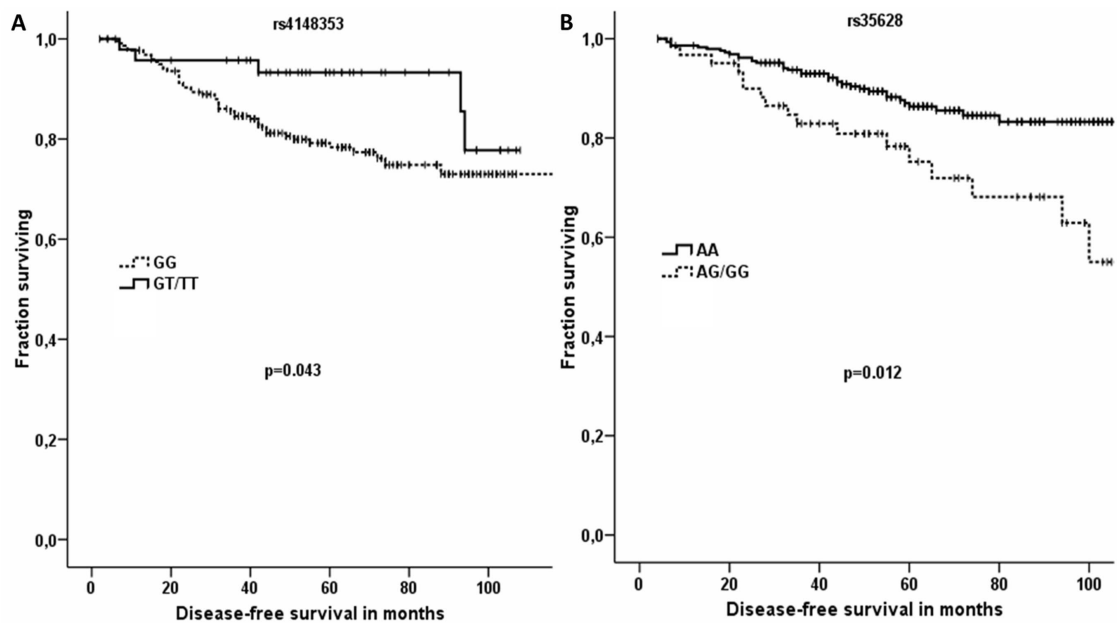 A
rs4148353
Fraction surviving
1,0
0,8
0,6
0,4
0,2
0,0
GG
GT/TT
p=0.043
0 20 40 60 80 100
Disease-free survival in months
B
rs35628
Fraction surviving
1,0
0,8
0,6
0,4
0,2
0,0
AA
AG/GG
p=0.012
0 20 40 60 80 100
Disease-free survival in months